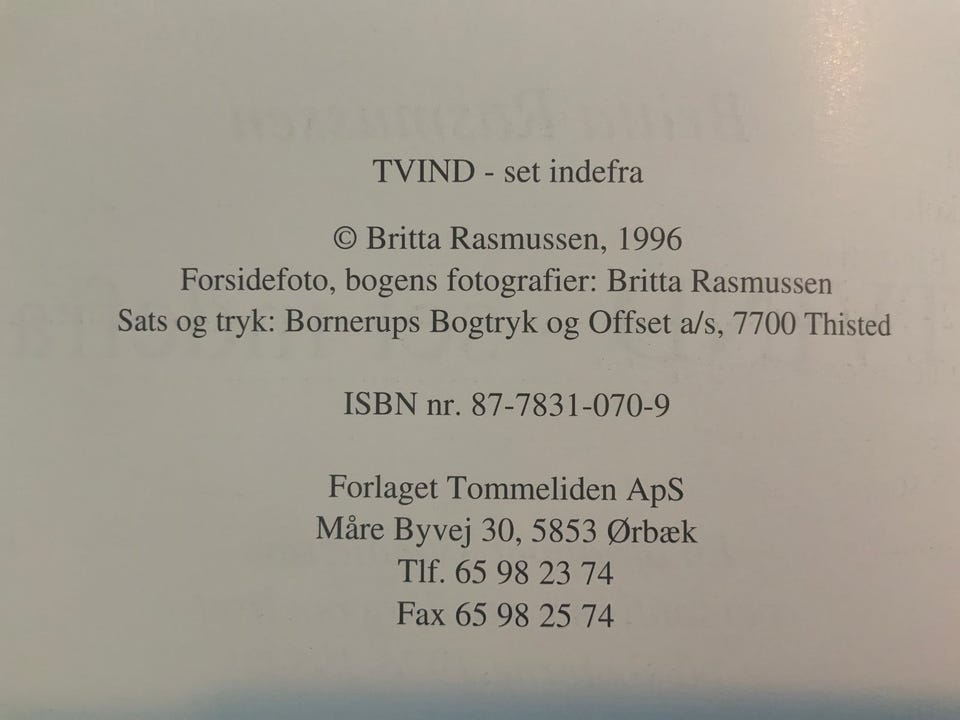 TVIND - set indefra
© Britta Rasmussen, 1996
Forsidefoto, bogens fotografier: Britta Rasmussen
Sats og tryk: Bornerups Bogtryk og Offset a/s, 7700 Thisted
ISBN nr. 87-7831-070-9
Forlaget Tommeliden ApS
Måre Byvej 30, 5853 Ørbæk
Tlf. 65 98 23 74
Fax 65 98 25 74